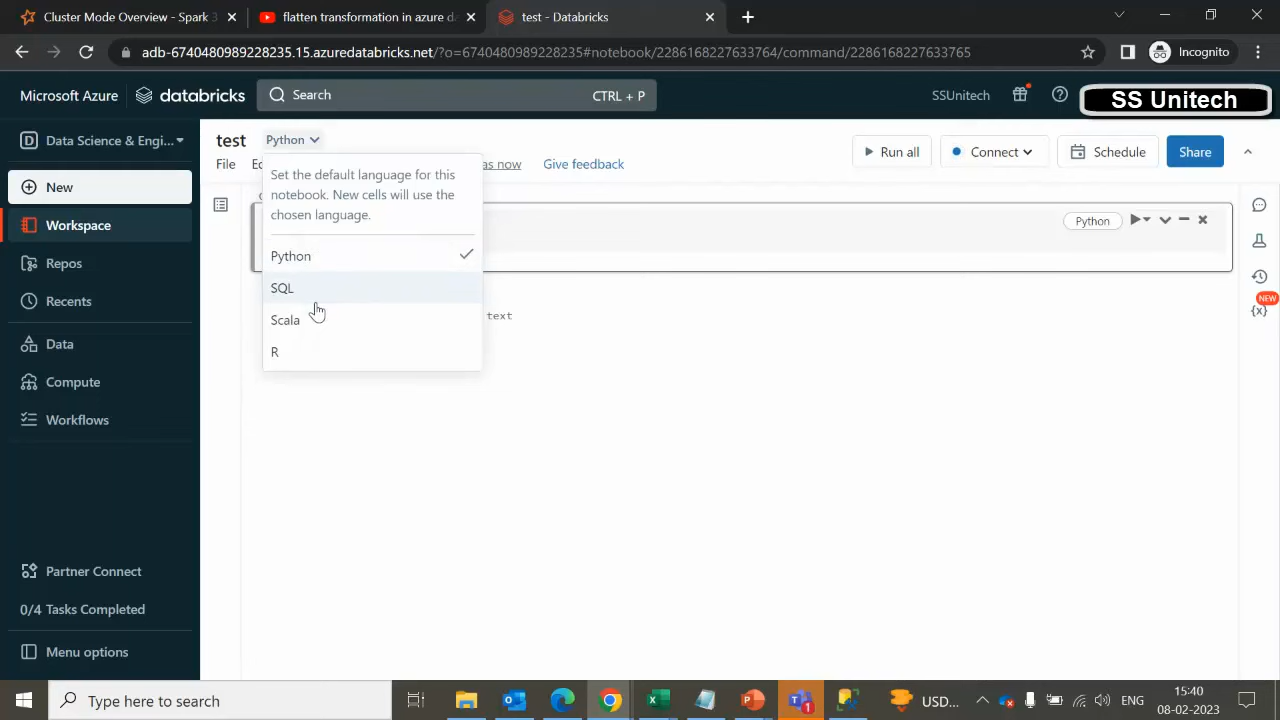 Cluster Mode Overview - Spark 3
flatten transformation in azure da
test - Databricks
adb-6740480989228235.15.azuredatabricks.net/?o=6740480989228235#notebook/2286168227633764/command/2286168227633765
Incognito
Microsoft Azure
databricks
Search
CTRL + P
SSUnitech
SS Unitech
Data Science & Engi...
test
Python
Run all
Connect
Schedule
Share
File
as now
Give feedback
Set the default language for this
notebook. New cells will use the
chosen language.
New
Workspace
Python
Python
Repos
SQL
Recents
Scala
text
NEW
{x}
Data
R
Compute
Workflows
Partner Connect
0/4 Tasks Completed
Menu options
Type here to search
1
USD...
ENG
15:40
08-02-2023